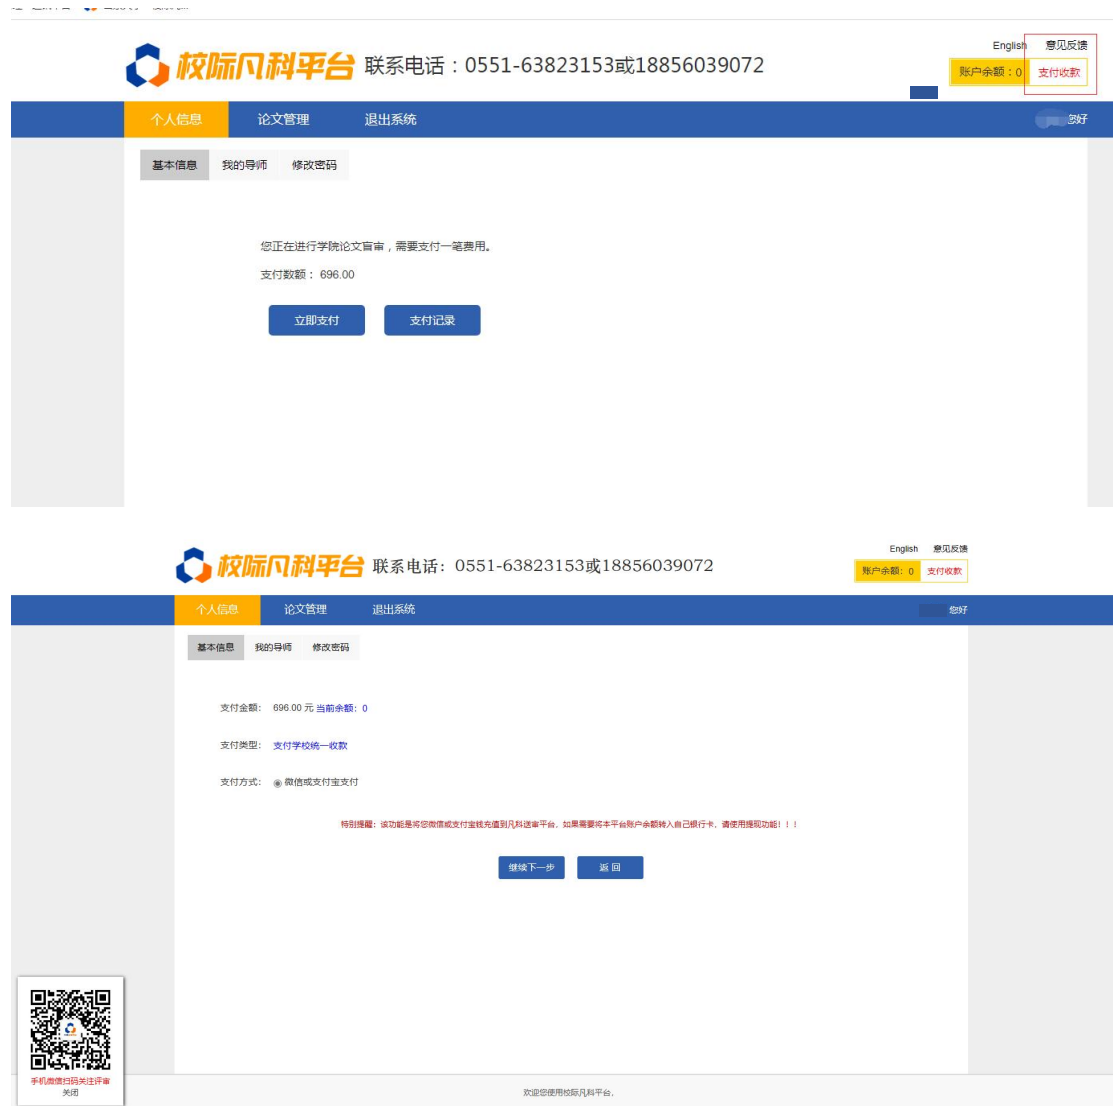 English 意见反馈
校际凡科平台 联系电话：0551-63823153或18856039072
账户余额：0 支付收款
个人信息 论文管理 退出系统 您好
基本信息 我的导师 修改密码
您正在进行学院论文盲审，需要支付一笔费用。
支付数额： 696.00
立即支付 支付记录
English 意见反馈
校际凡科平台 联系电话：0551-63823153或18856039072
账户余额：0 支付收款
个人信息 论文管理 退出系统 您好
基本信息 我的导师 修改密码
支付金额： 696.00 元 当前余额：0
支付类型： 支付学校统一收款
支付方式： 微信或支付宝支付
特别提醒：该功能是将您微信或支付宝钱充值到凡科送审平台，如果需要将本平台账户余额转入自己银行卡，请使用提现功能！！！
继续下一步 返 回
手机微信扫码关注评审
关闭
欢迎您使用校际凡科平台。